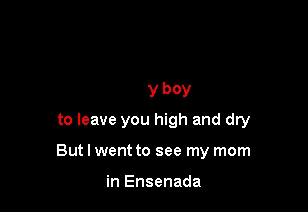 y boy
to leave you high and dry
But I went to see my mom
in Ensenada